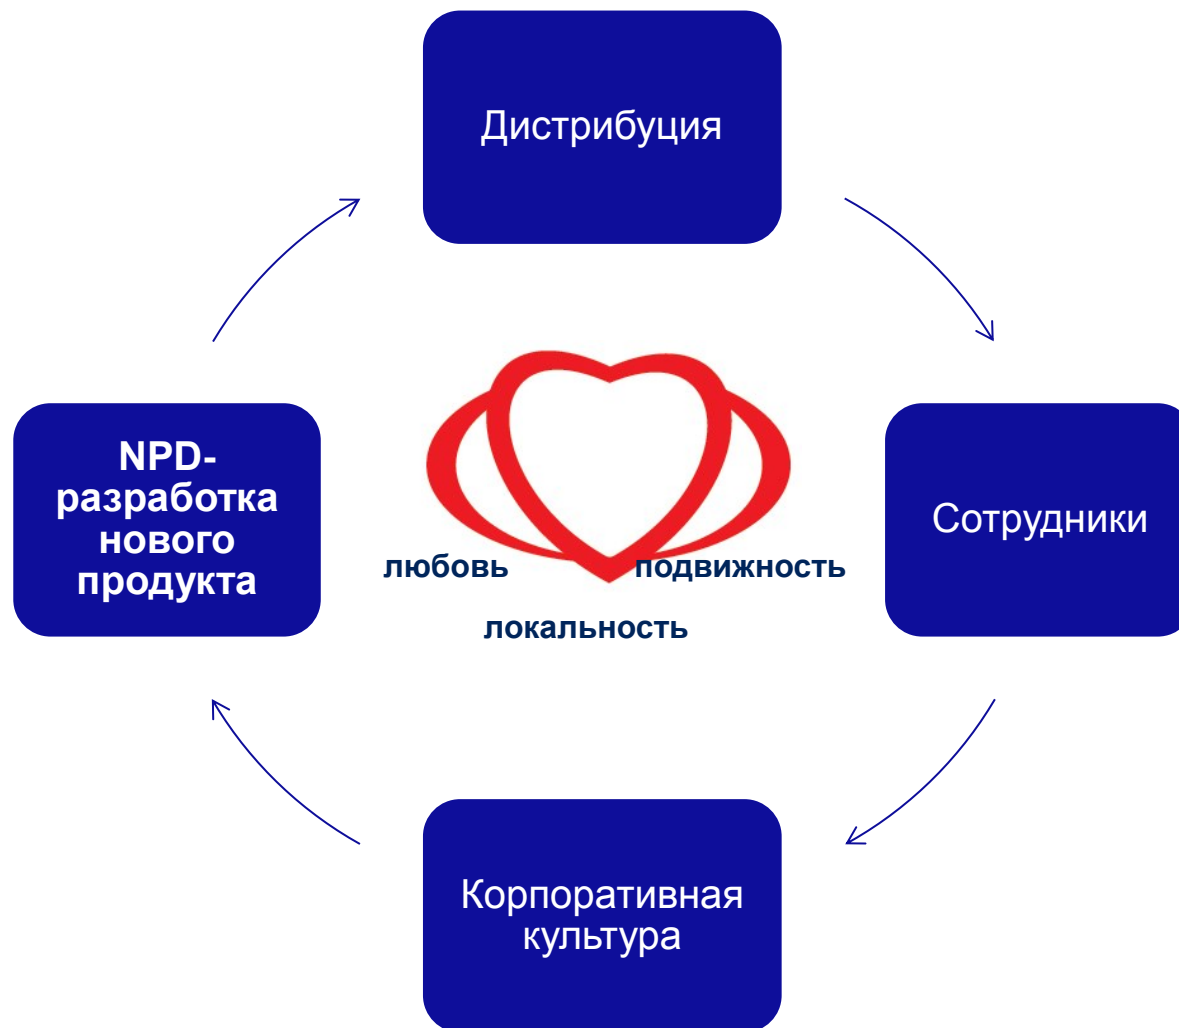 Дистрибуция
NPD-
разработка
нового
продукта
Сотрудники
любовь
подвижность
локальность
Корпоративная
культура